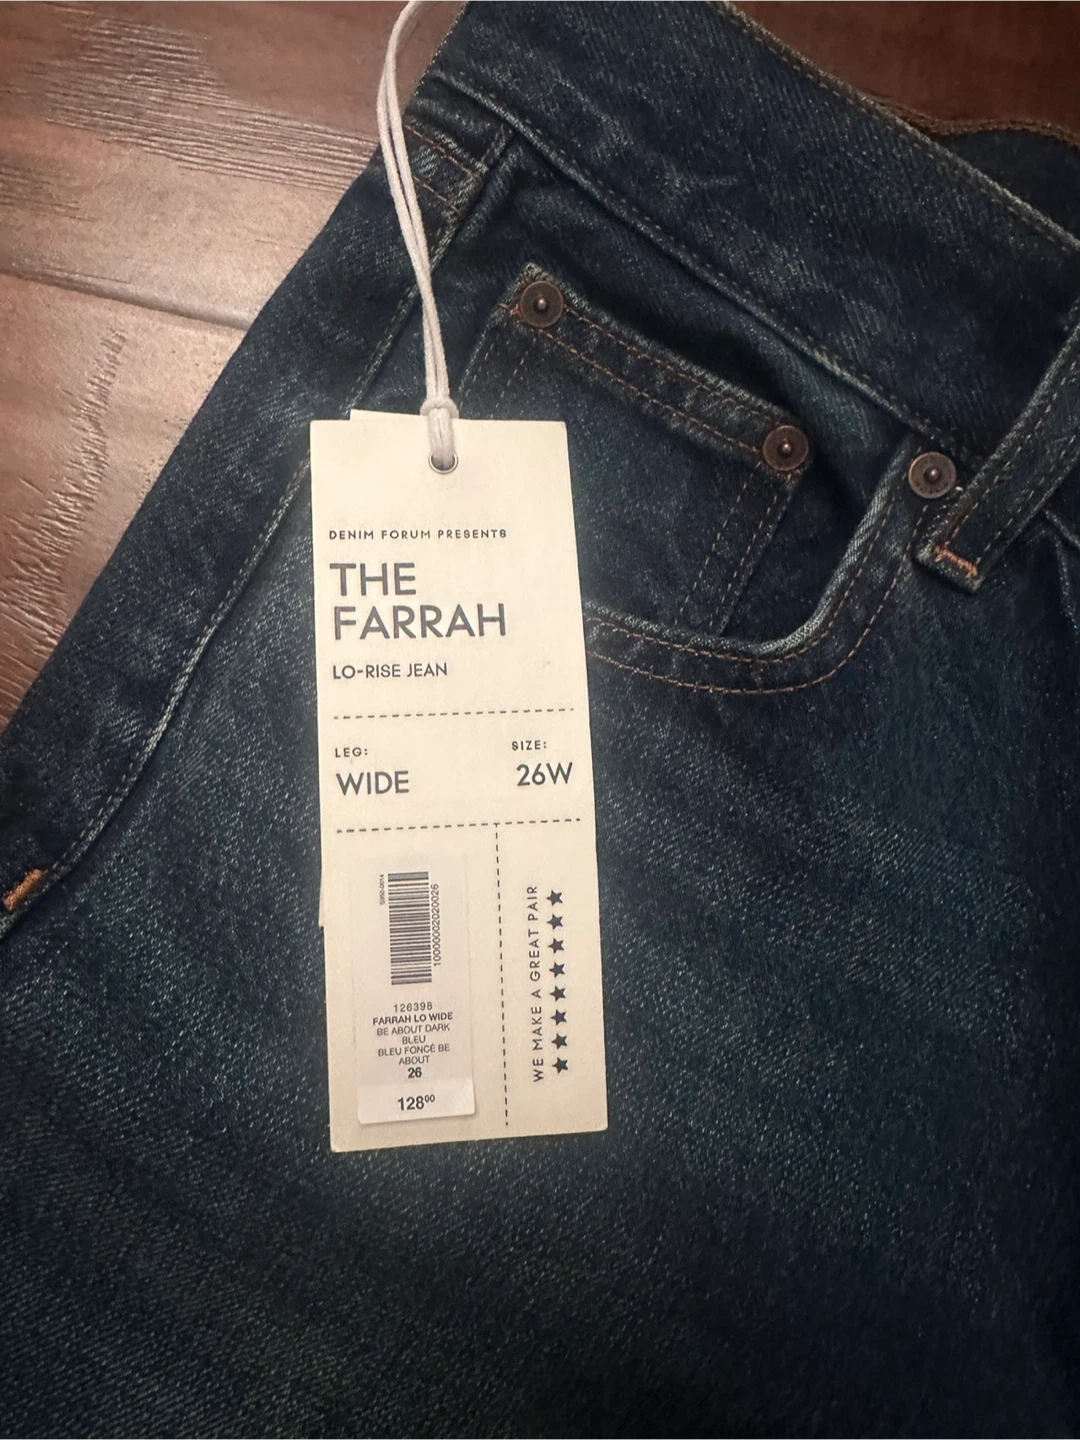 DENIM FORUM PRESENTS
THE
FARRAH
LO-RISE JEAN
LEG:
WIDE
SIZE:
26W
10000002020026
126398
FARRAH LO WIDE
BE ABOUT DARK
BLEU
BLEU FONCÉ BE
ABOUT
26
128⁰⁰
WE MAKE A GREAT PAIR